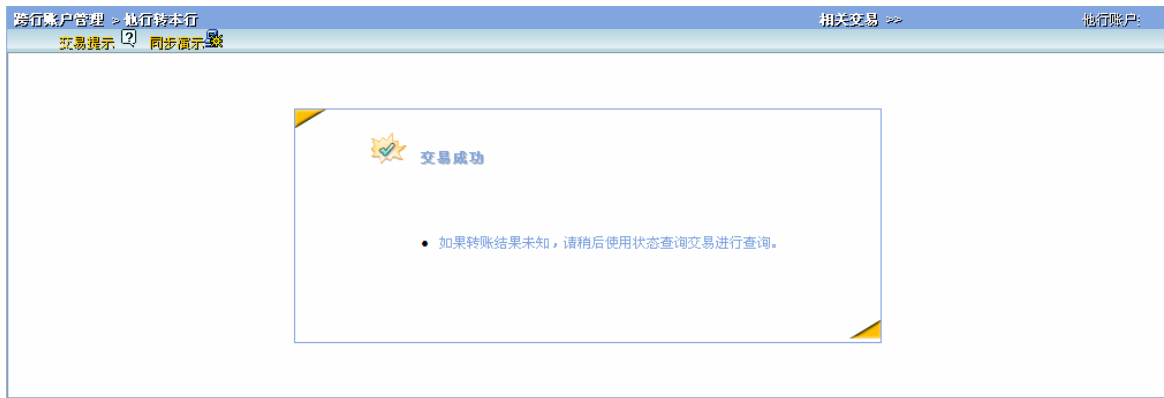 跨行账户管理 > 他行转本行 相关交易 >> 他行账户:
交易提示 ? 同步演示
交易成功
• 如果转账结果未知，请稍后使用状态查询交易进行查询。